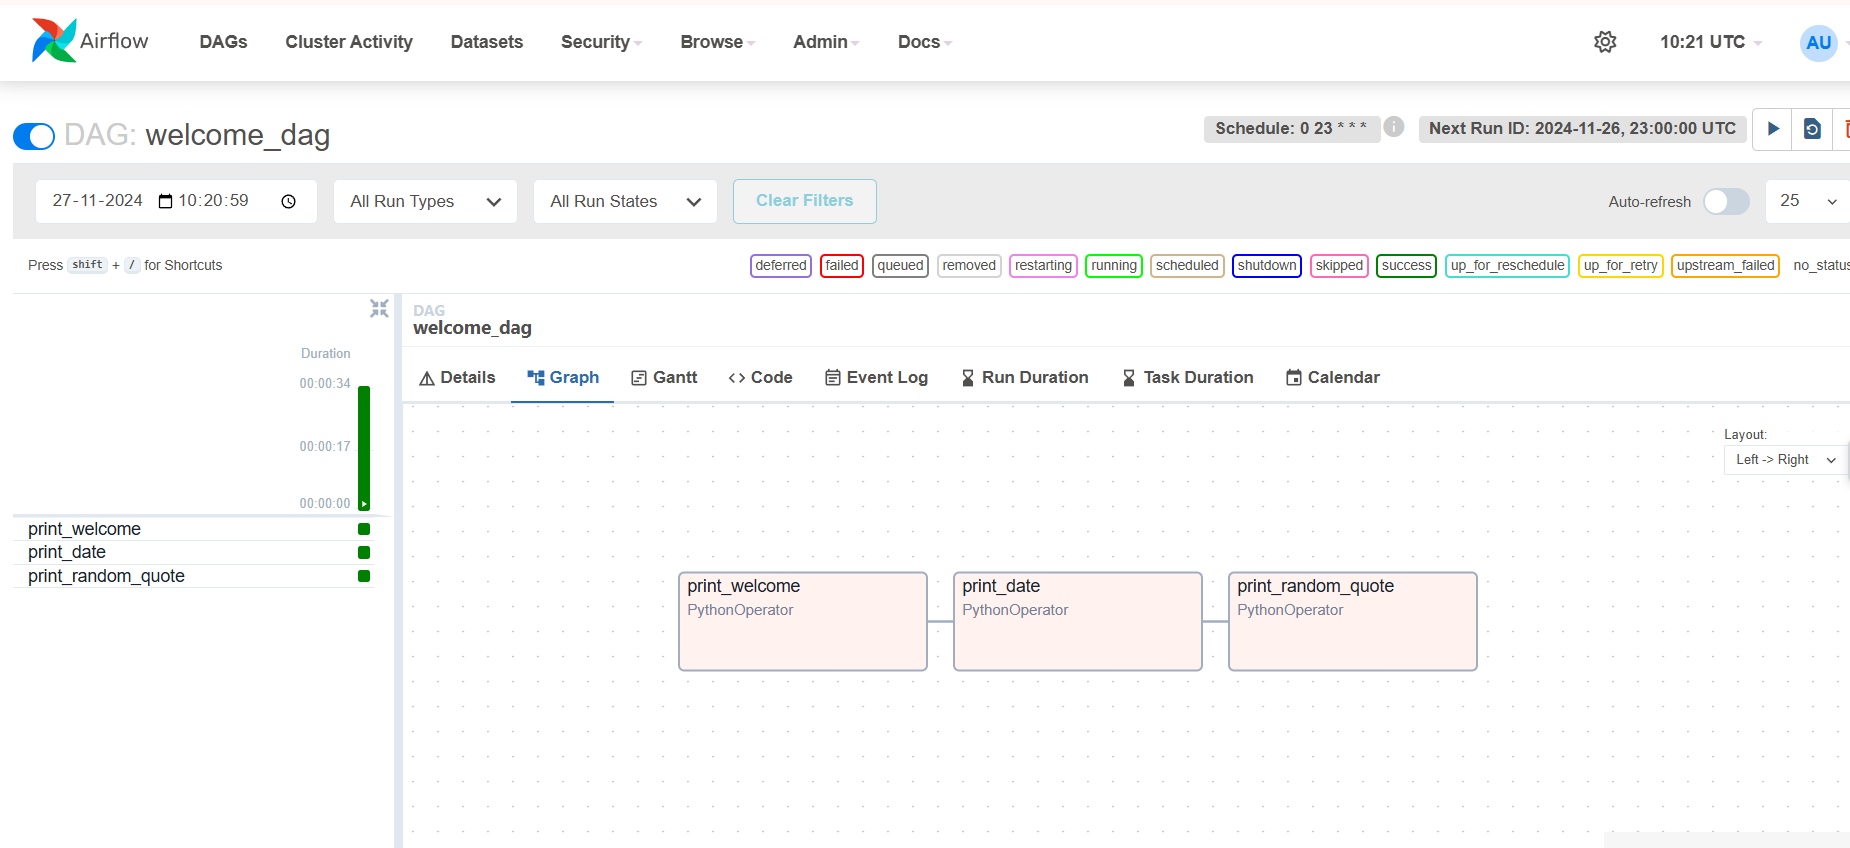 Airflow DAGs Cluster Activity Datasets Security Browse Admin Docs 10:21 UTC AU
DAG: welcome_dag Schedule: 0 23 * * * Next Run ID: 2024-11-26, 23:00:00 UTC
27-11-2024 10:20:59 All Run Types All Run States Clear Filters Auto-refresh 25
Press shift + / for Shortcuts deferred failed queued removed restarting running scheduled shutdown skipped success up_for_reschedule up_for_retry upstream_failed no_status
DAG
welcome_dag
Duration
00:00:34
00:00:17
00:00:00
print_welcome
print_date
print_random_quote
Details Graph Gantt <> Code Event Log Run Duration Task Duration Calendar
Layout:
Left -> Right
print_welcome
PythonOperator
print_date
PythonOperator
print_random_quote
PythonOperator